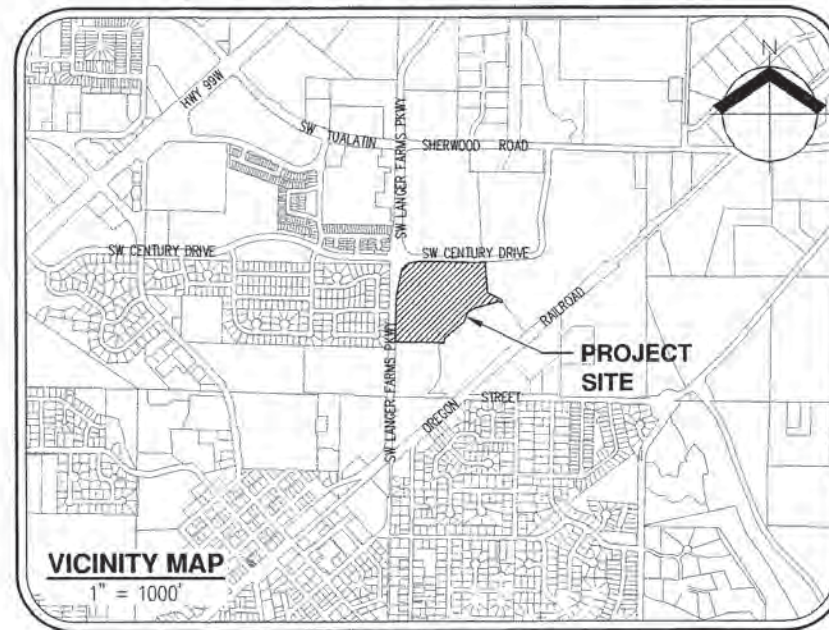 N
HWY 99W
SW TUALATIN SHERWOOD ROAD
SW LANGER FARMS PKWY
SW CENTURY DRIVE
SW CENTURY DRIVE
RAILROAD
PROJECT
SITE
SW LANGER FARMS PKWY
OREGON STREET
VICINITY MAP
1" = 1000'